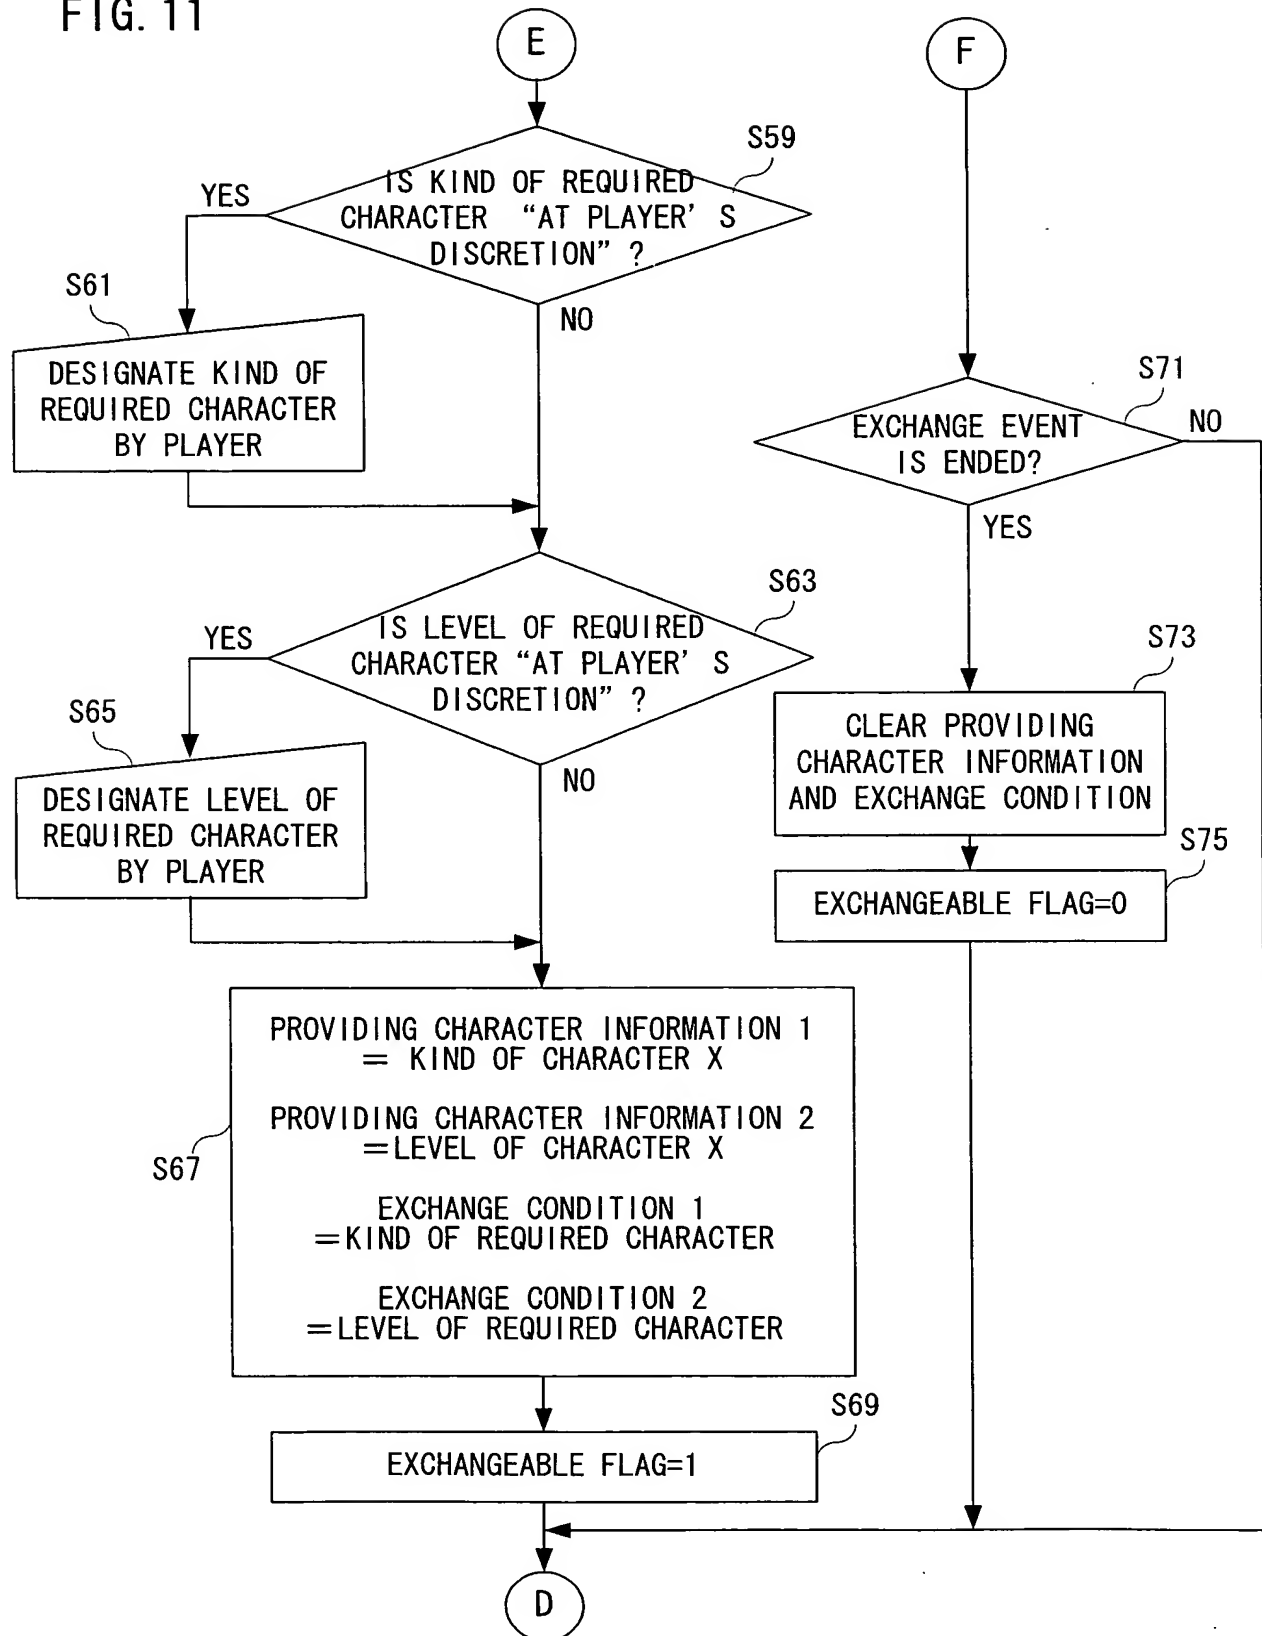 FIG. 11
E
S59
YES
IS KIND OF REQUIRED
CHARACTER “AT PLAYER' S
DISCRETION” ?
NO
S61
DESIGNATE KIND OF
REQUIRED CHARACTER
BY PLAYER
S63
YES
IS LEVEL OF REQUIRED
CHARACTER “AT PLAYER' S
DISCRETION” ?
NO
S65
DESIGNATE LEVEL OF
REQUIRED CHARACTER
BY PLAYER
S67
PROVIDING CHARACTER INFORMATION 1
= KIND OF CHARACTER X
PROVIDING CHARACTER INFORMATION 2
=LEVEL OF CHARACTER X
EXCHANGE CONDITION 1
=KIND OF REQUIRED CHARACTER
EXCHANGE CONDITION 2
=LEVEL OF REQUIRED CHARACTER
S69
EXCHANGEABLE FLAG=1
D
F
S71
EXCHANGE EVENT
IS ENDED?
NO
YES
S73
CLEAR PROVIDING
CHARACTER INFORMATION
AND EXCHANGE CONDITION
S75
EXCHANGEABLE FLAG=0